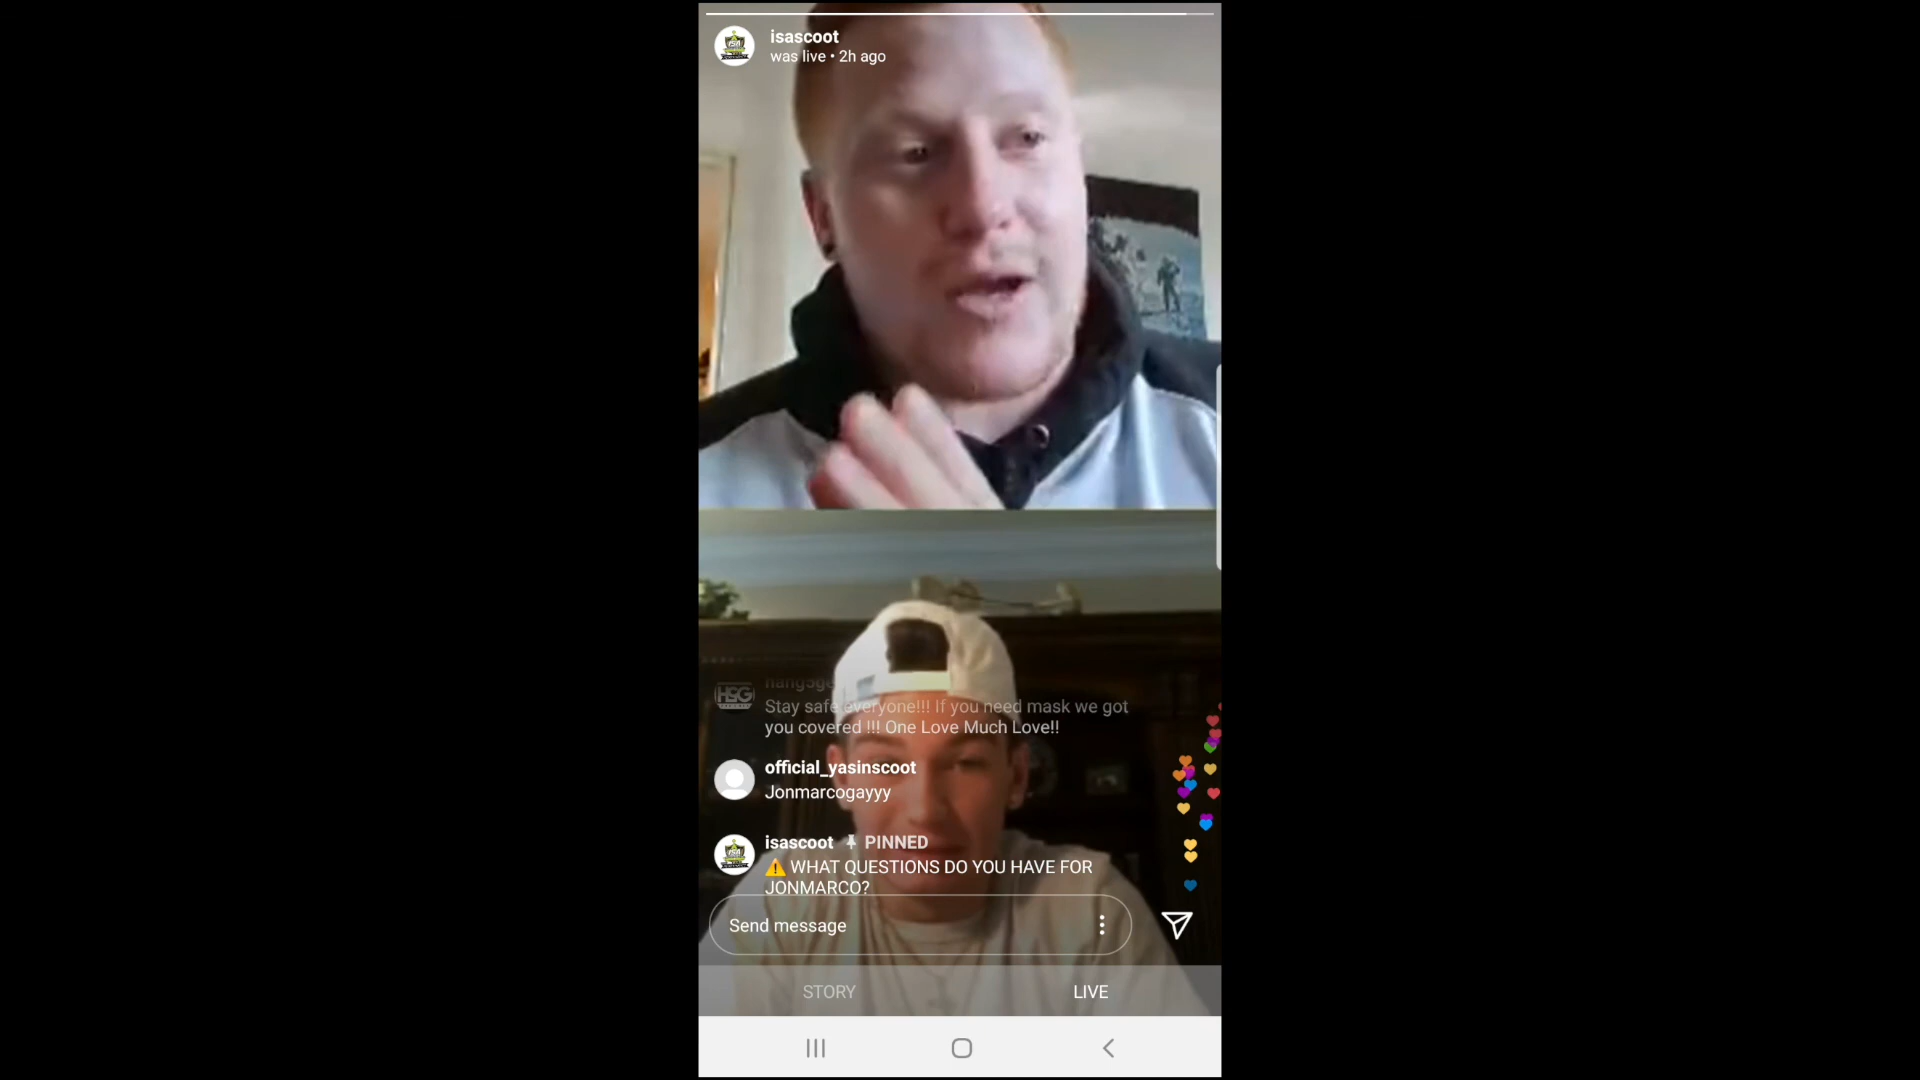 isascoot
was live • 2h ago
HSG
Stay safe everyone!!! If you need mask we got
you covered !!! One Love Much Love!!
official_yasinscoot
Jonmarcogayyy
isascoot PINNED
⚠️ WHAT QUESTIONS DO YOU HAVE FOR
JONMARCO?
Send message
STORY
LIVE